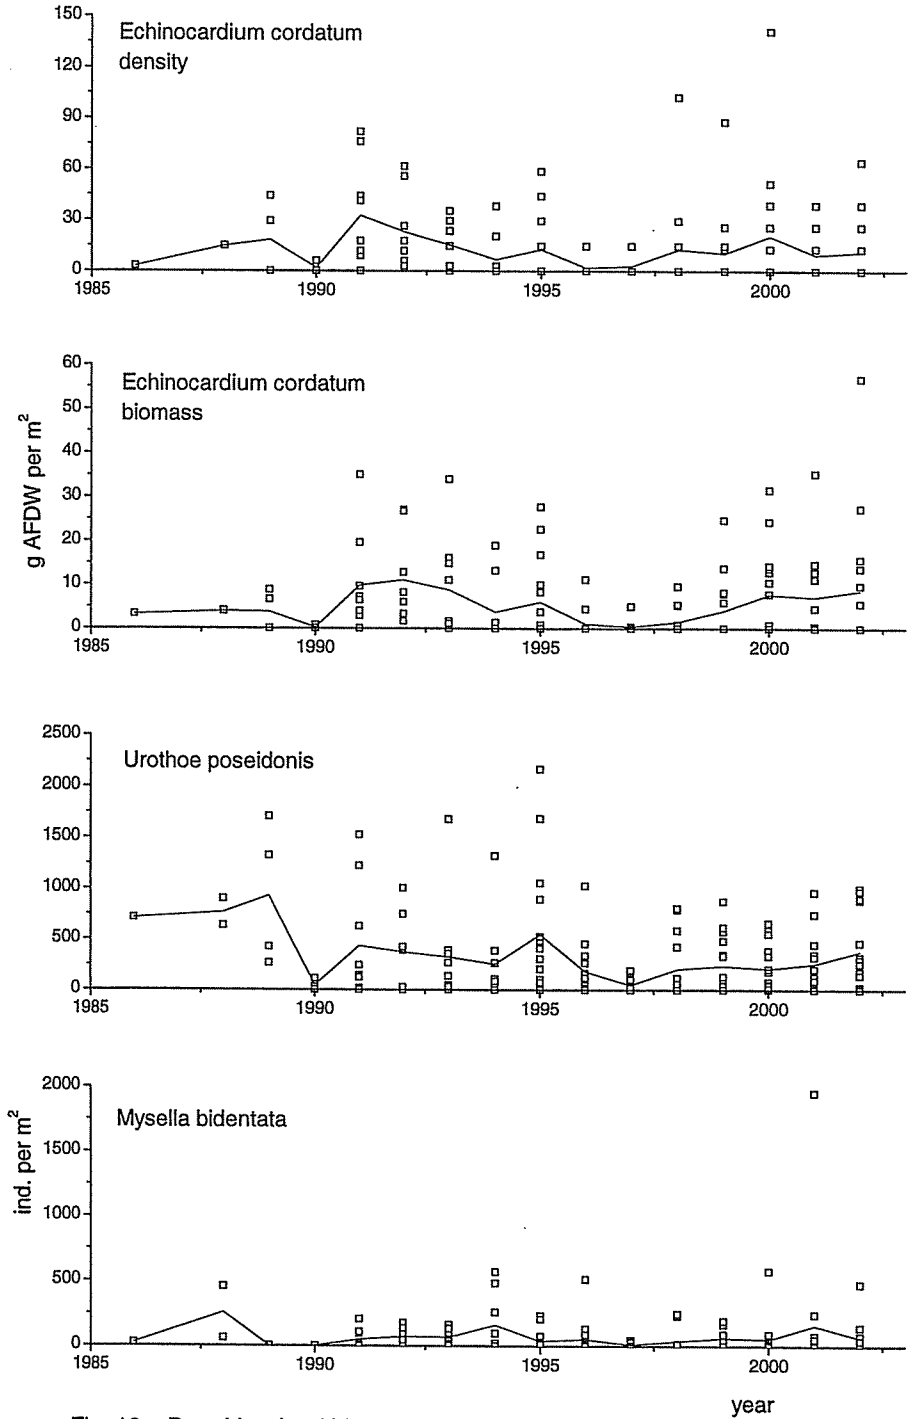 150
Echinocardium cordatum
density
120
90
60
30
0
1985 1990 1995 2000
60
Echinocardium cordatum
biomass
50
40
30
20
10
0
g AFDW per m²
1985 1990 1995 2000
2500
Urothoe poseidonis
2000
1500
1000
500
0
1985 1990 1995 2000
2000
Mysella bidentata
1500
1000
500
0
ind. per m²
1985 1990 1995 2000
year